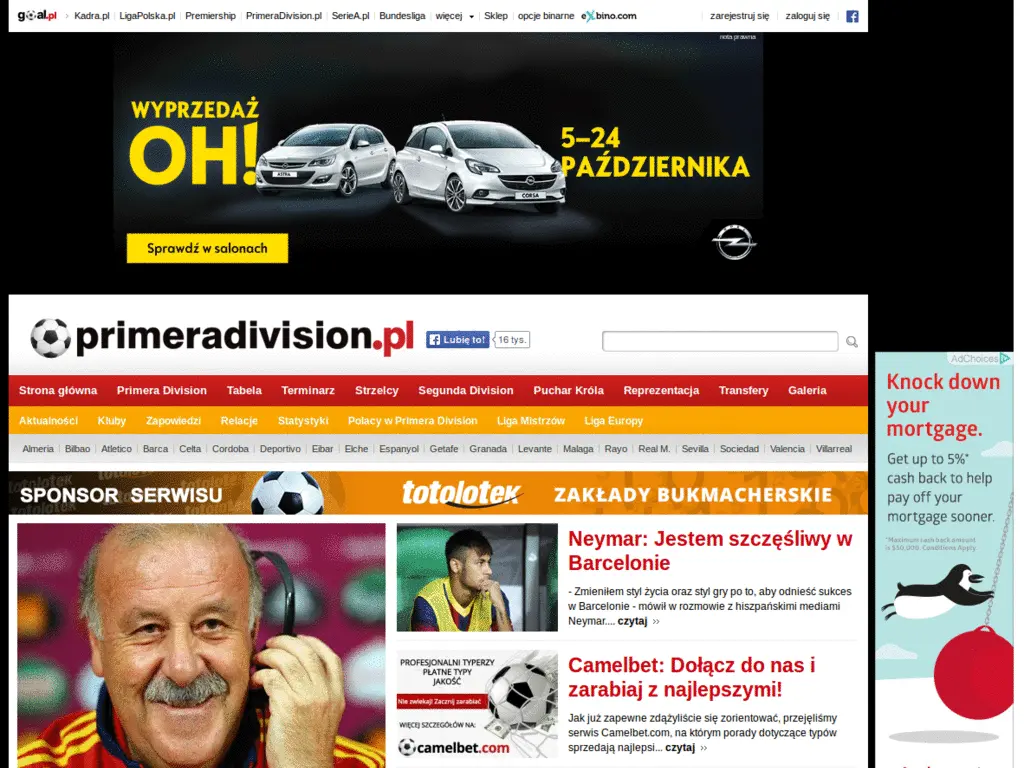 goal.pl » Kadra.pl LigaPolska.pl Premiership PrimeraDivision.pl SerieA.pl Bundesliga więcej Sklep opcje binarne eXbino.com zarejestruj się zaloguj się
nota prawna
WYPRZEDAŻ
OH!
5–24
PAŹDZIERNIKA
ASTRA
CORSA
Sprawdź w salonach
OPEL
primeradivision.pl
Lubię to! 16 tys.
Strona główna Primera Division Tabela Terminarz Strzelcy Segunda Division Puchar Króla Reprezentacja Transfery Galeria
Aktualności Kluby Zapowiedzi Relacje Statystyki Polacy w Primera Division Liga Mistrzów Liga Europy
Almeria Bilbao Atletico Barca Celta Cordoba Deportivo Eibar Elche Espanyol Getafe Granada Levante Malaga Rayo Real M. Sevilla Sociedad Valencia Villarreal
SPONSOR SERWISU totolotek ZAKŁADY BUKMACHERSKIE
Neymar: Jestem szczęśliwy w
Barcelonie
- Zmieniłem styl życia oraz styl gry po to, aby odnieść sukces
w Barcelonie - mówił w rozmowie z hiszpańskimi mediami
Neymar.... czytaj ››
PROFESJONALNI TYPERZY
PŁATNE TYPY
JAKOŚĆ
Nie zwlekaj! Zacznij zarabiać
WIĘCEJ SZCZEGÓŁÓW NA:
camelbet.com
Camelbet: Dołącz do nas i
zarabiaj z najlepszymi!
Jak już zapewne zdążyliście się zorientować, przejęliśmy
serwis Camelbet.com, na którym porady dotyczące typów
sprzedają najlepsi... czytaj ››
AdChoices
Knock down
your
mortgage.
Get up to 5%*
cash back to help
pay off your
mortgage sooner.
*Maximum cash back amount
is $50,000. Conditions Apply